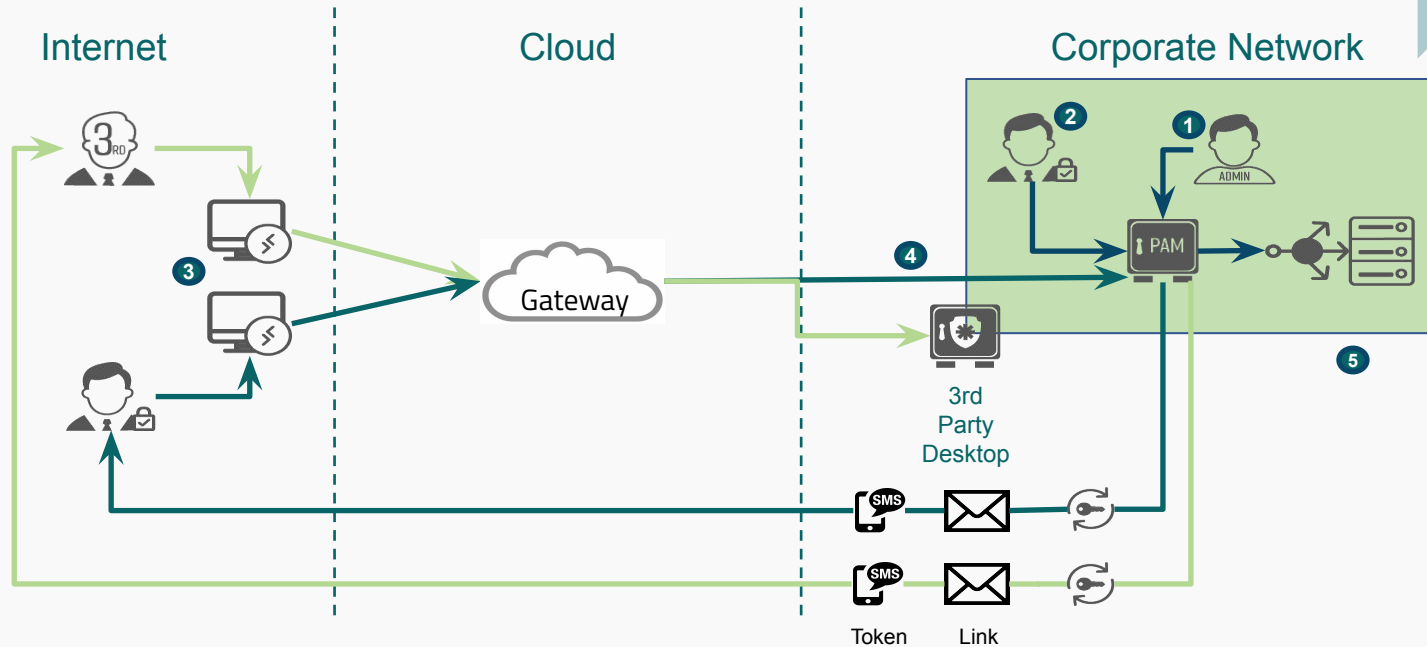 Internet
Cloud
Corporate Network
3RD
2
1
ADMIN
PAM
3
4
Gateway
5
3rd
Party
Desktop
SMS
SMS
Token
Link